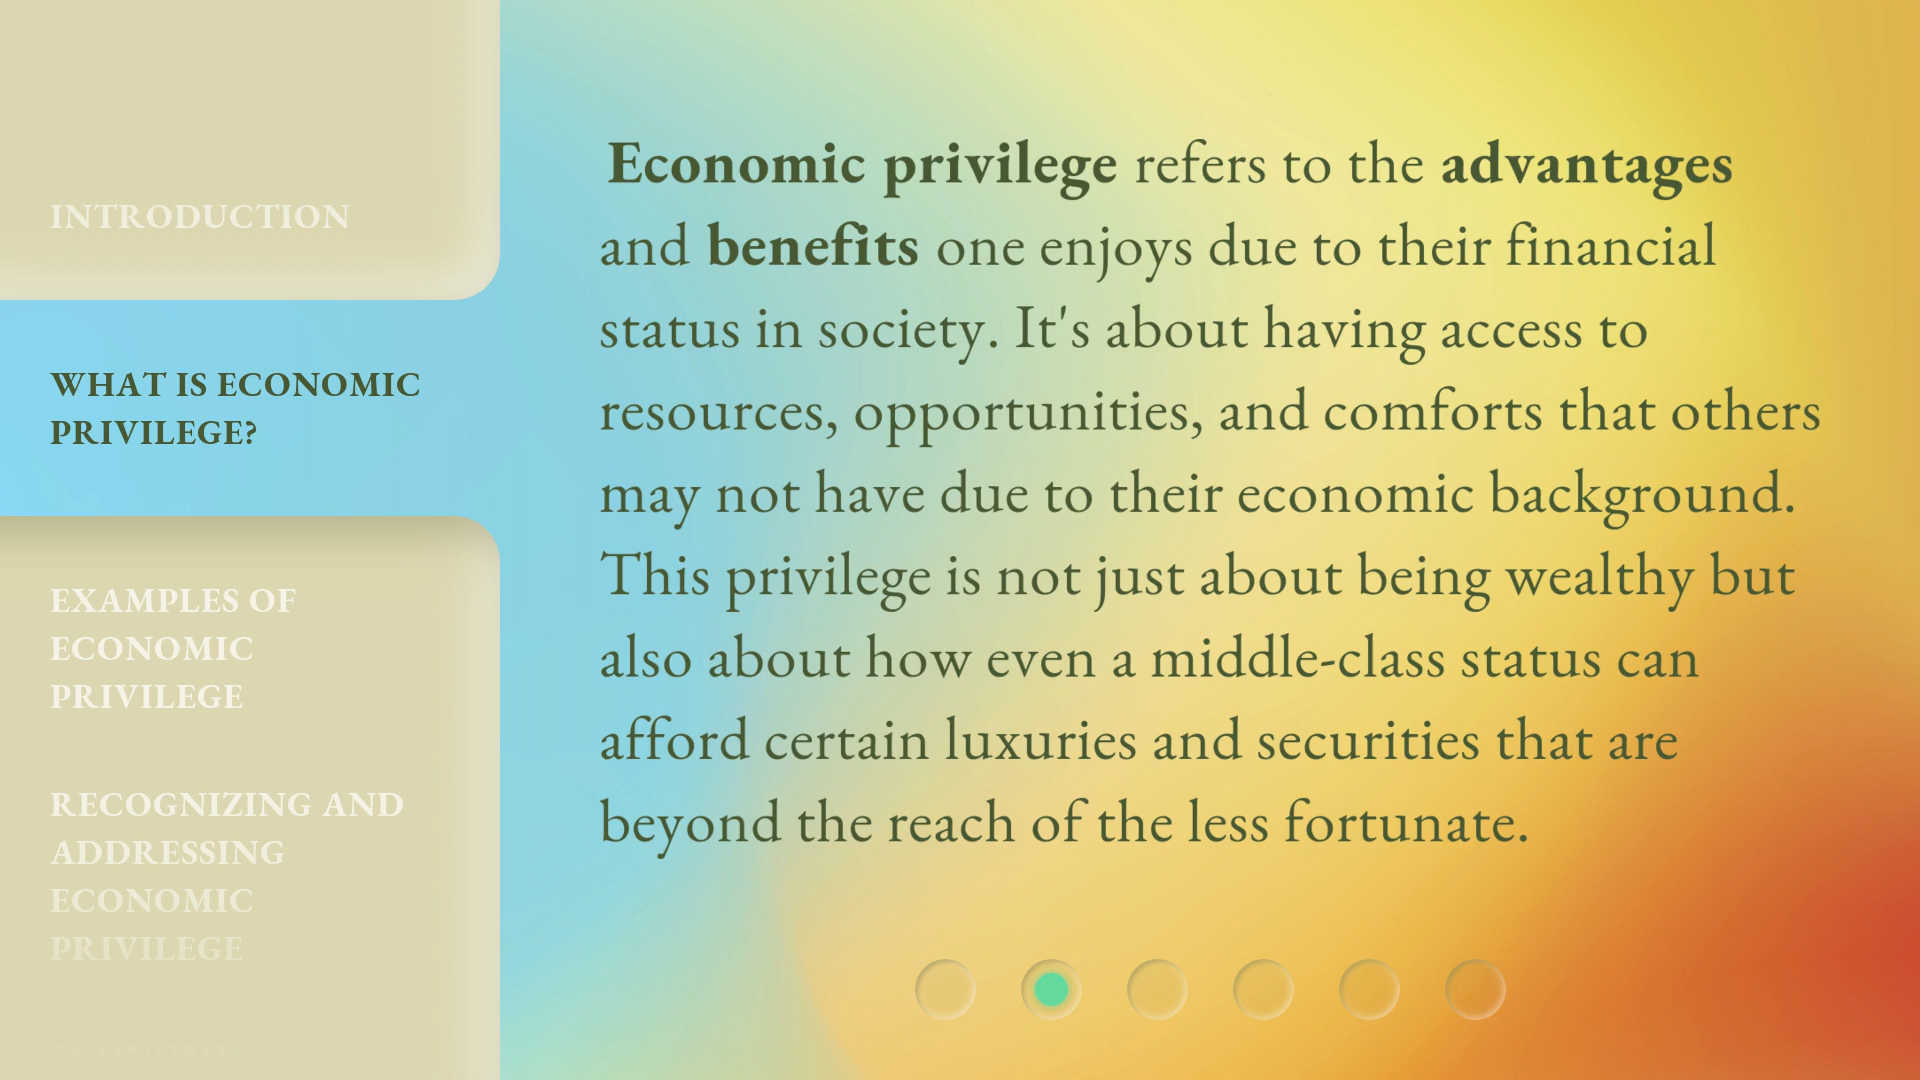 INTRODUCTION
WHAT IS ECONOMIC
PRIVILEGE?
EXAMPLES OF
ECONOMIC
PRIVILEGE
RECOGNIZING AND
ADDRESSING
ECONOMIC
PRIVILEGE
ECONOMIC
Economic privilege refers to the advantages
and benefits one enjoys due to their financial
status in society. It's about having access to
resources, opportunities, and comforts that others
may not have due to their economic background.
This privilege is not just about being wealthy but
also about how even a middle-class status can
afford certain luxuries and securities that are
beyond the reach of the less fortunate.